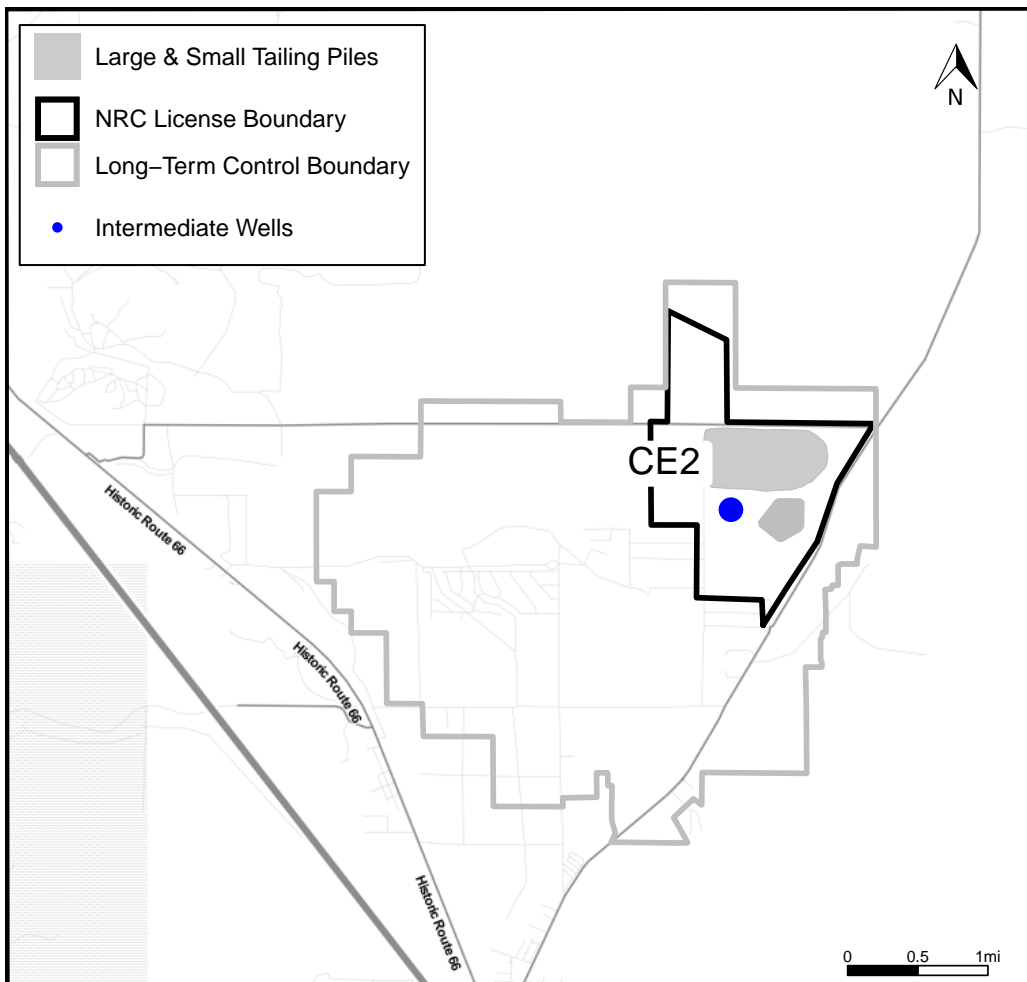 Large & Small Tailing Piles
NRC License Boundary
Long−Term Control Boundary
Intermediate Wells
N
CE2
Historic Route 66
Historic Route 66
Historic Route 66
0 0.5 1mi